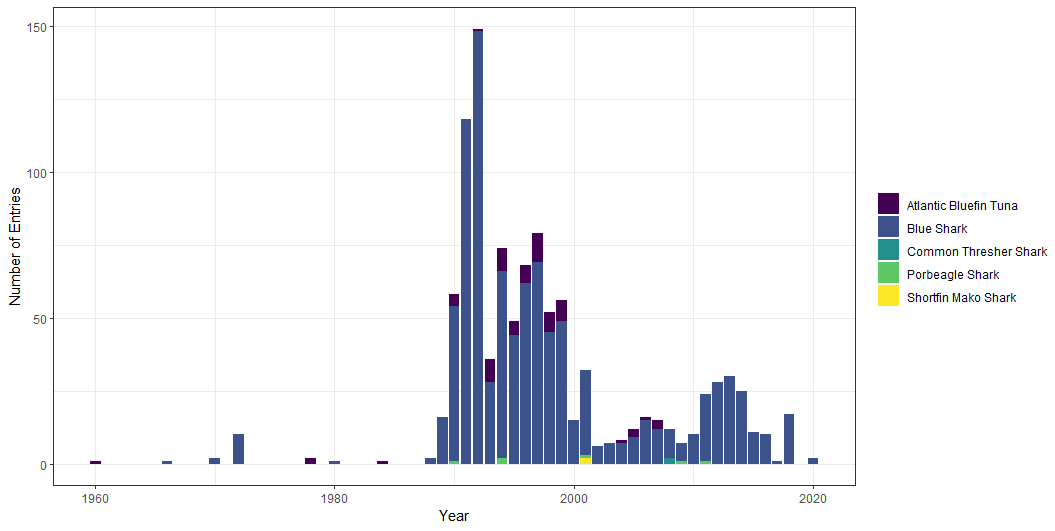 150
100
50
0
Number of Entries
1960
1980
2000
2020
Year
Atlantic Bluefin Tuna
Blue Shark
Common Thresher Shark
Porbeagle Shark
Shortfin Mako Shark